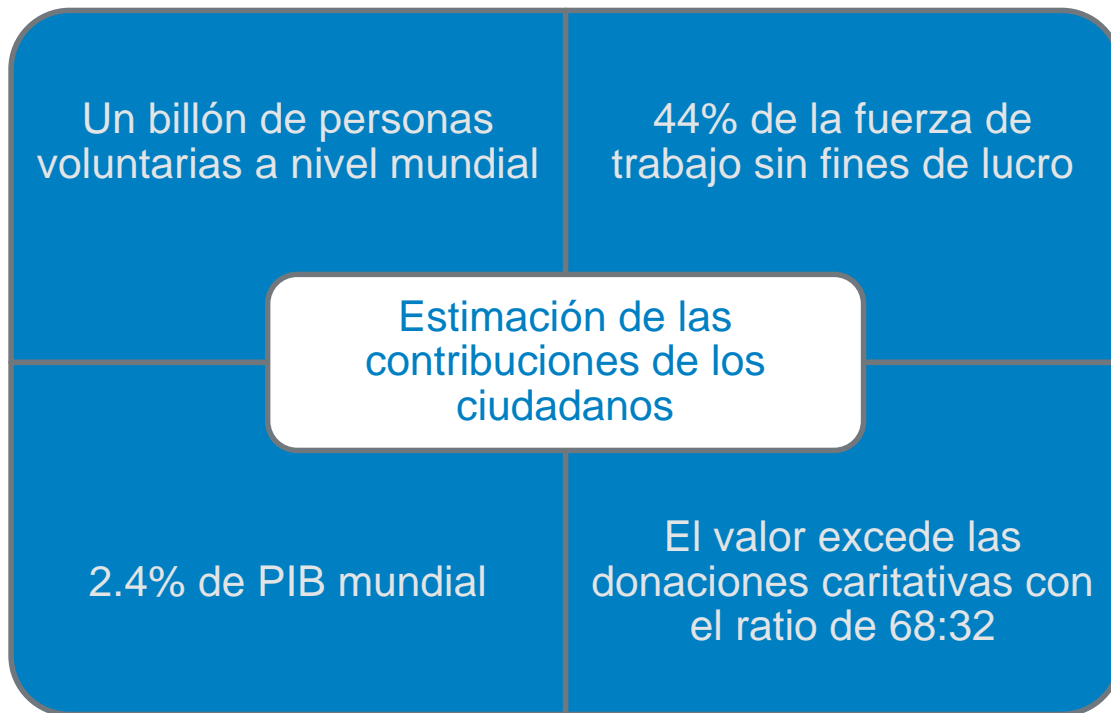 Un billón de personas
voluntarias a nivel mundial
44% de la fuerza de
trabajo sin fines de lucro
Estimación de las
contribuciones de los
ciudadanos
2.4% de PIB mundial
El valor excede las
donaciones caritativas con
el ratio de 68:32